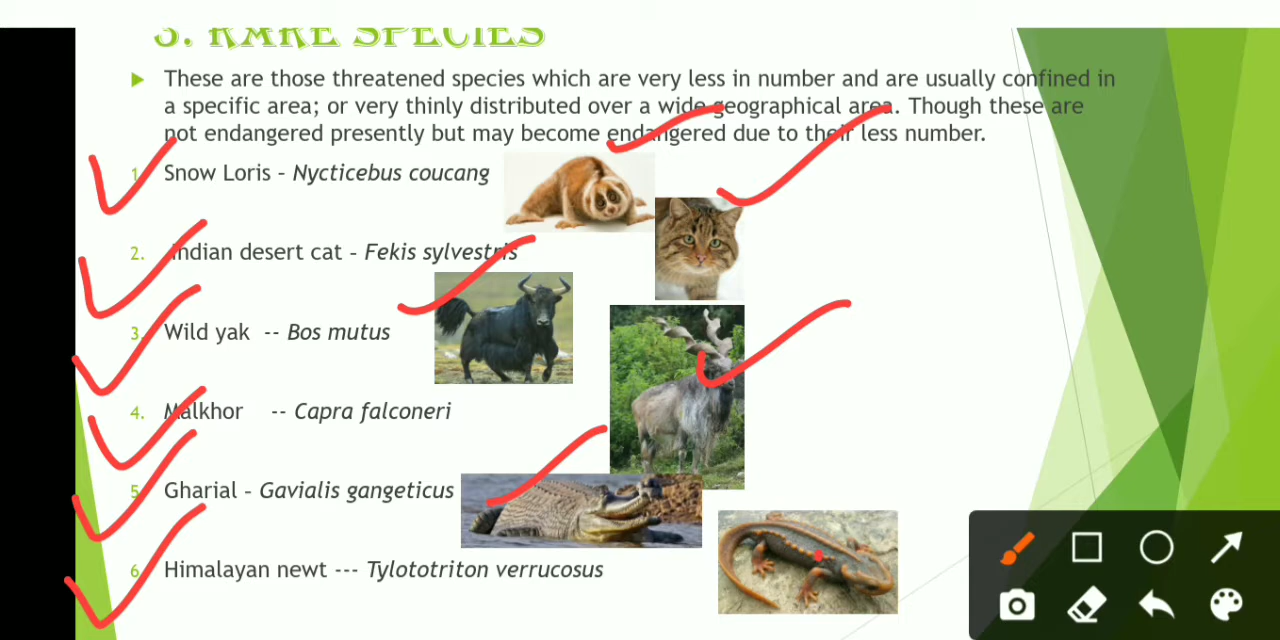 3. RARE SPECIES
These are those threatened species which are very less in number and are usually confined in
a specific area; or very thinly distributed over a wide geographical area. Though these are
not endangered presently but may become endangered due to their less number.
1. Snow Loris – Nycticebus coucang
2. Indian desert cat – Fekis sylvestris
3. Wild yak -- Bos mutus
4. Malkhor -- Capra falconeri
5. Gharial – Gavialis gangeticus
6. Himalayan newt --- Tylototriton verrucosus